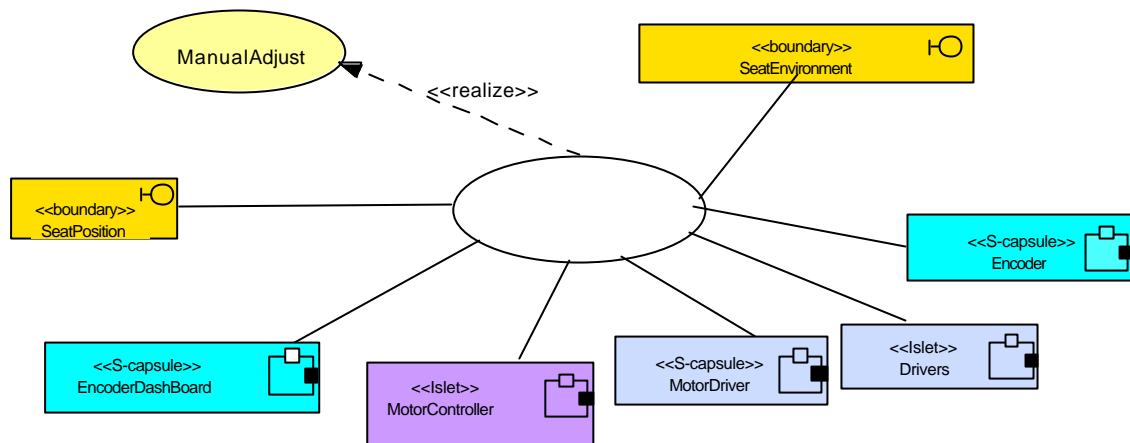 ManualAdjust
<<boundary>>
SeatEnvironment
<<realize>>
<<boundary>>
SeatPosition
<<S-capsule>>
Encoder
<<S-capsule>>
EncoderDashBoard
<<Islet>>
MotorController
<<S-capsule>>
MotorDriver
<<Islet>>
Drivers